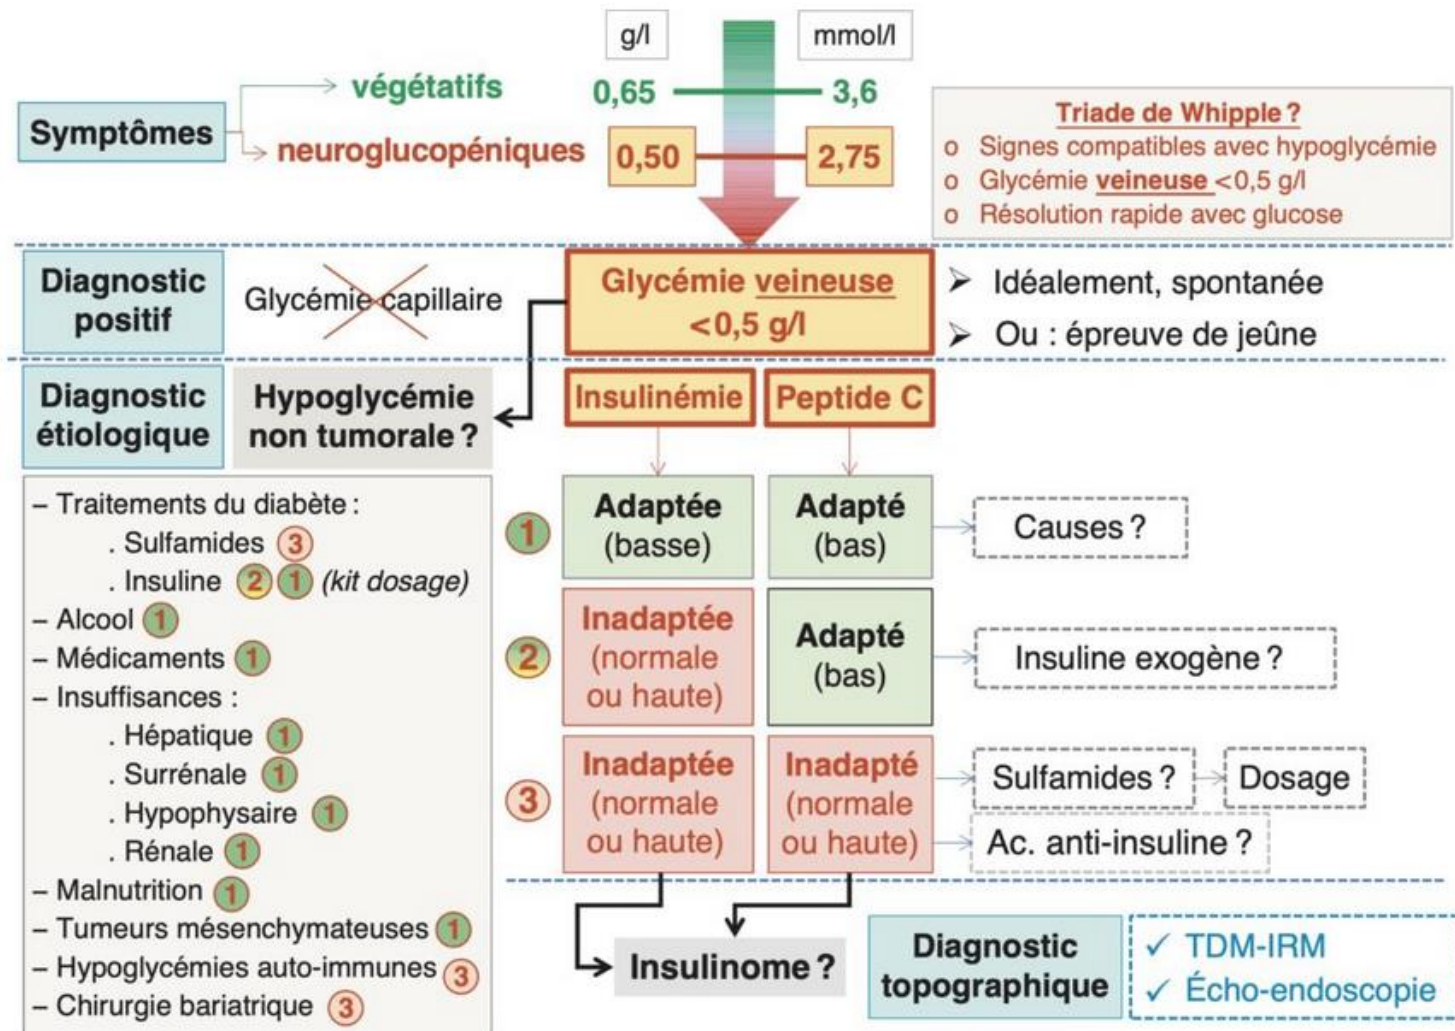 g/l
mmol/l
Symptômes
végétatifs
0,65
3,6
neuroglucopéniques
0,50
2,75
Triade de Whipple ?
o Signes compatibles avec hypoglycémie
o Glycémie veineuse <0,5 g/l
o Résolution rapide avec glucose
Diagnostic
positif
Glycémie capillaire
Glycémie veineuse
<0,5 g/l
➢ Idéalement, spontanée
➢ Ou : épreuve de jeûne
Diagnostic
étiologique
Hypoglycémie
non tumorale ?
Insulinémie
Peptide C
– Traitements du diabète :
. Sulfamides 3
. Insuline 2 1 (kit dosage)
– Alcool 1
– Médicaments 1
– Insuffisances :
. Hépatique 1
. Surrénale 1
. Hypophysaire 1
. Rénale 1
– Malnutrition 1
– Tumeurs mésenchymateuses 1
– Hypoglycémies auto-immunes 3
– Chirurgie bariatrique 3
1
Adaptée
(basse)
Adapté
(bas)
Causes ?
2
Inadaptée
(normale
ou haute)
Adapté
(bas)
Insuline exogène ?
3
Inadaptée
(normale
ou haute)
Inadapté
(normale
ou haute)
Sulfamides ?
Dosage
Ac. anti-insuline ?
Insulinome ?
Diagnostic
topographique
✓ TDM-IRM
✓ Écho-endoscopie